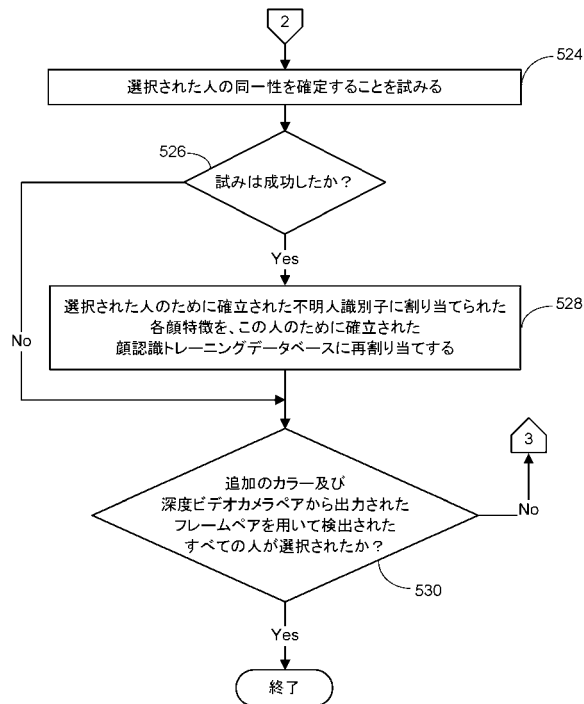 2
524
選択された人の同一性を確定することを試みる
526
試みは成功したか？
Yes
選択された人のために確立された不明人識別子に割り当てられた
各顔特徴を、この人のために確立された
顔認識トレーニングデータベースに再割り当てする
528
No
3
追加のカラー及び
深度ビデオカメラペアから出力された
フレームペアを用いて検出された
すべての人が選択されたか？
No
530
Yes
終了